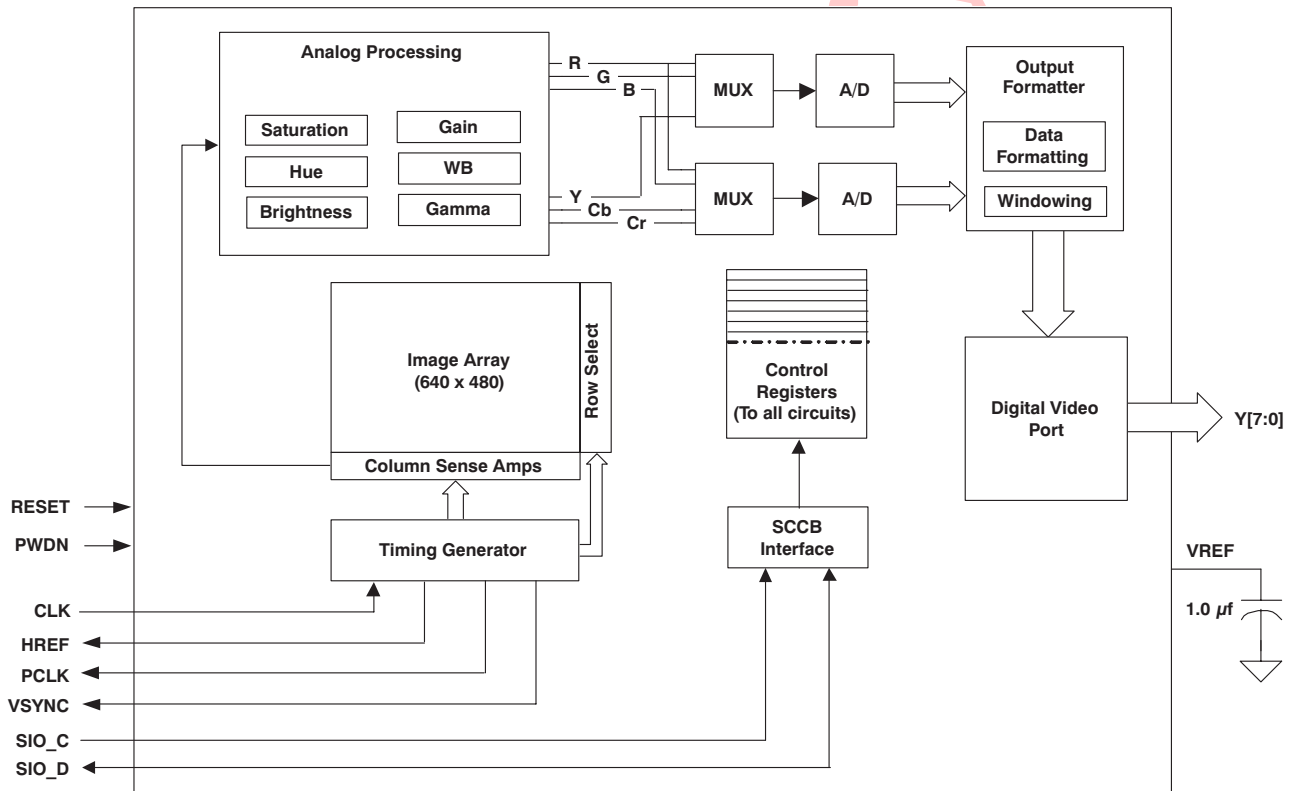 Analog Processing
Saturation
Hue
Brightness
Gain
WB
Gamma
R
G
B
Y
Cb
Cr
MUX
A/D
MUX
A/D
Output
Formatter
Data
Formatting
Windowing
Image Array
(640 x 480)
Row Select
Column Sense Amps
Timing Generator
Control
Registers
(To all circuits)
SCCB
Interface
Digital Video
Port
Y[7:0]
VREF
1.0 µf
RESET
PWDN
CLK
HREF
PCLK
VSYNC
SIO_C
SIO_D